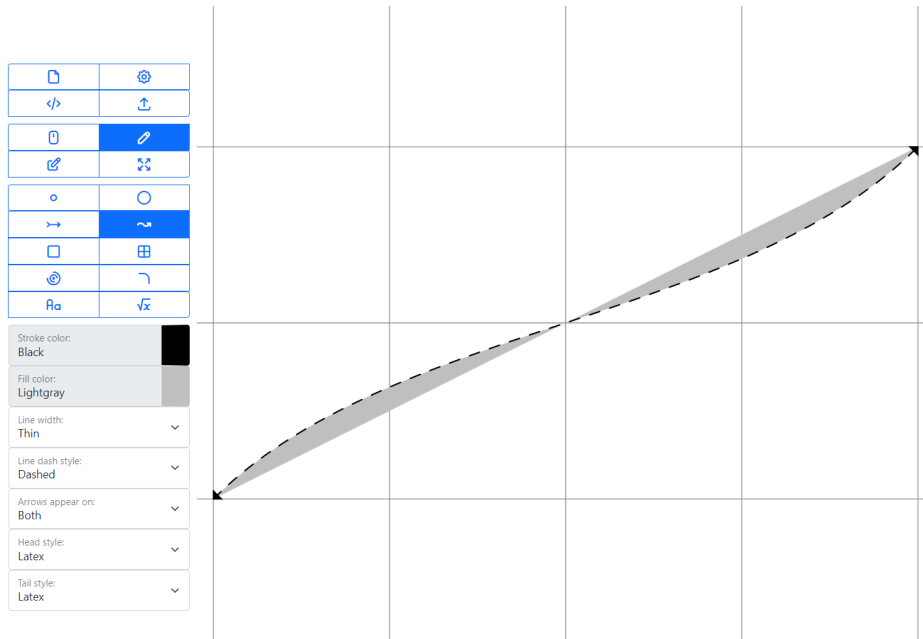 </>
Aa
√x
Stroke color:
Black
Fill color:
Lightgray
Line width:
Thin
Line dash style:
Dashed
Arrows appear on:
Both
Head style:
Latex
Tail style:
Latex